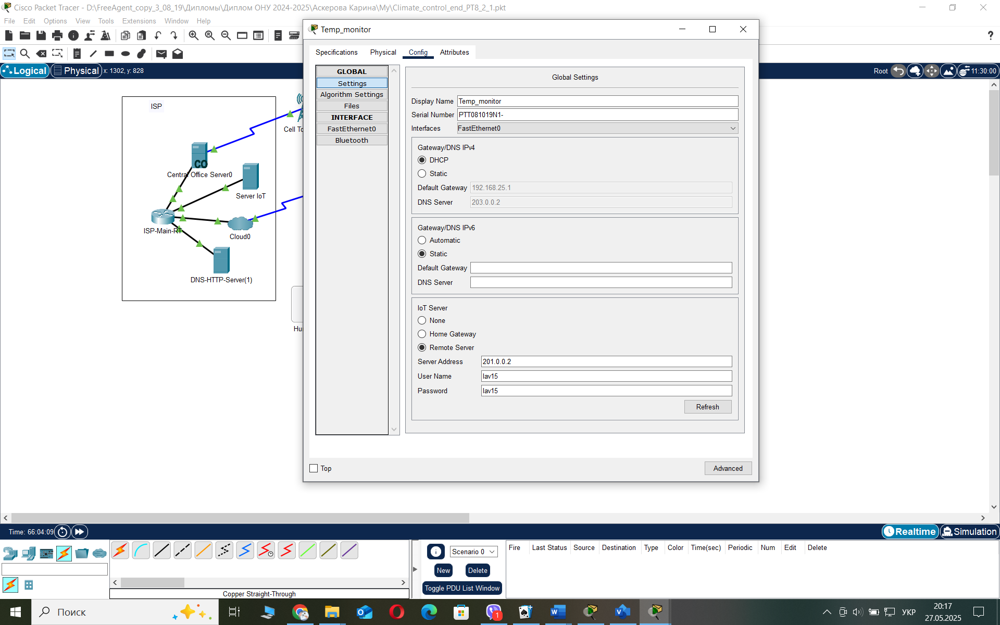 Cisco Packet Tracer - D:\FreeAgent_copy_3_08_19\Дипломы\Диплом ОНУ 2024-2025\Аскерова Карина\My\Climate_control_end_PT8_2_1.pkt
File Edit Options View Tools Extensions Window Help
?
Logical Physical x: 1302, y: 828
Root 11:30:00
ISP
Cell To
CO
Central Office Server0
Server IoT
ISP-Main-RT
Cloud0
DNS-HTTP-Server(1)
Hu
Temp_monitor
Specifications Physical Config Attributes
GLOBAL
Settings
Algorithm Settings
Files
INTERFACE
FastEthernet0
Bluetooth
Global Settings
Display Name Temp_monitor
Serial Number PTT081019N1-
Interfaces FastEthernet0
Gateway/DNS IPv4
DHCP
Static
Default Gateway 192.168.25.1
DNS Server 203.0.0.2
Gateway/DNS IPv6
Automatic
Static
Default Gateway
DNS Server
IoT Server
None
Home Gateway
Remote Server
Server Address 201.0.0.2
User Name lav15
Password lav15
Refresh
Top
Advanced
Time: 66:04:09
Realtime Simulation
Scenario 0
New Delete
Toggle PDU List Window
Fire Last Status Source Destination Type Color Time(sec) Periodic Num Edit Delete
Copper Straight-Through
Поиск
1
УКР
20:17
27.05.2025